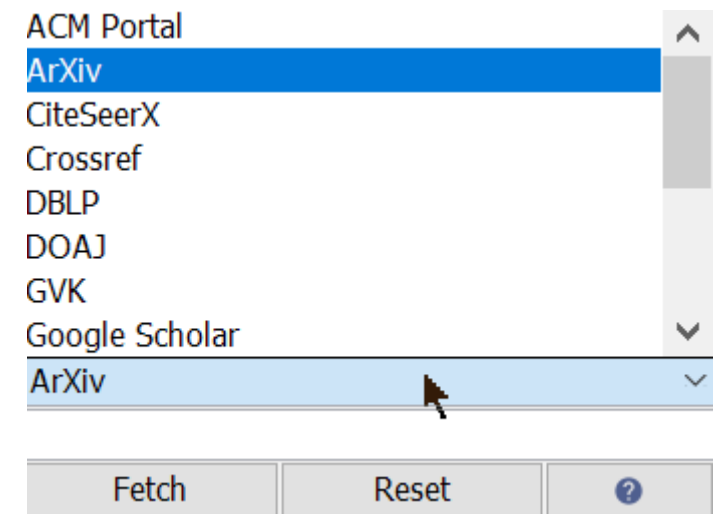 ACM Portal
ArXiv
CiteSeerX
Crossref
DBLP
DOAJ
GVK
Google Scholar
ArXiv
Fetch Reset ?